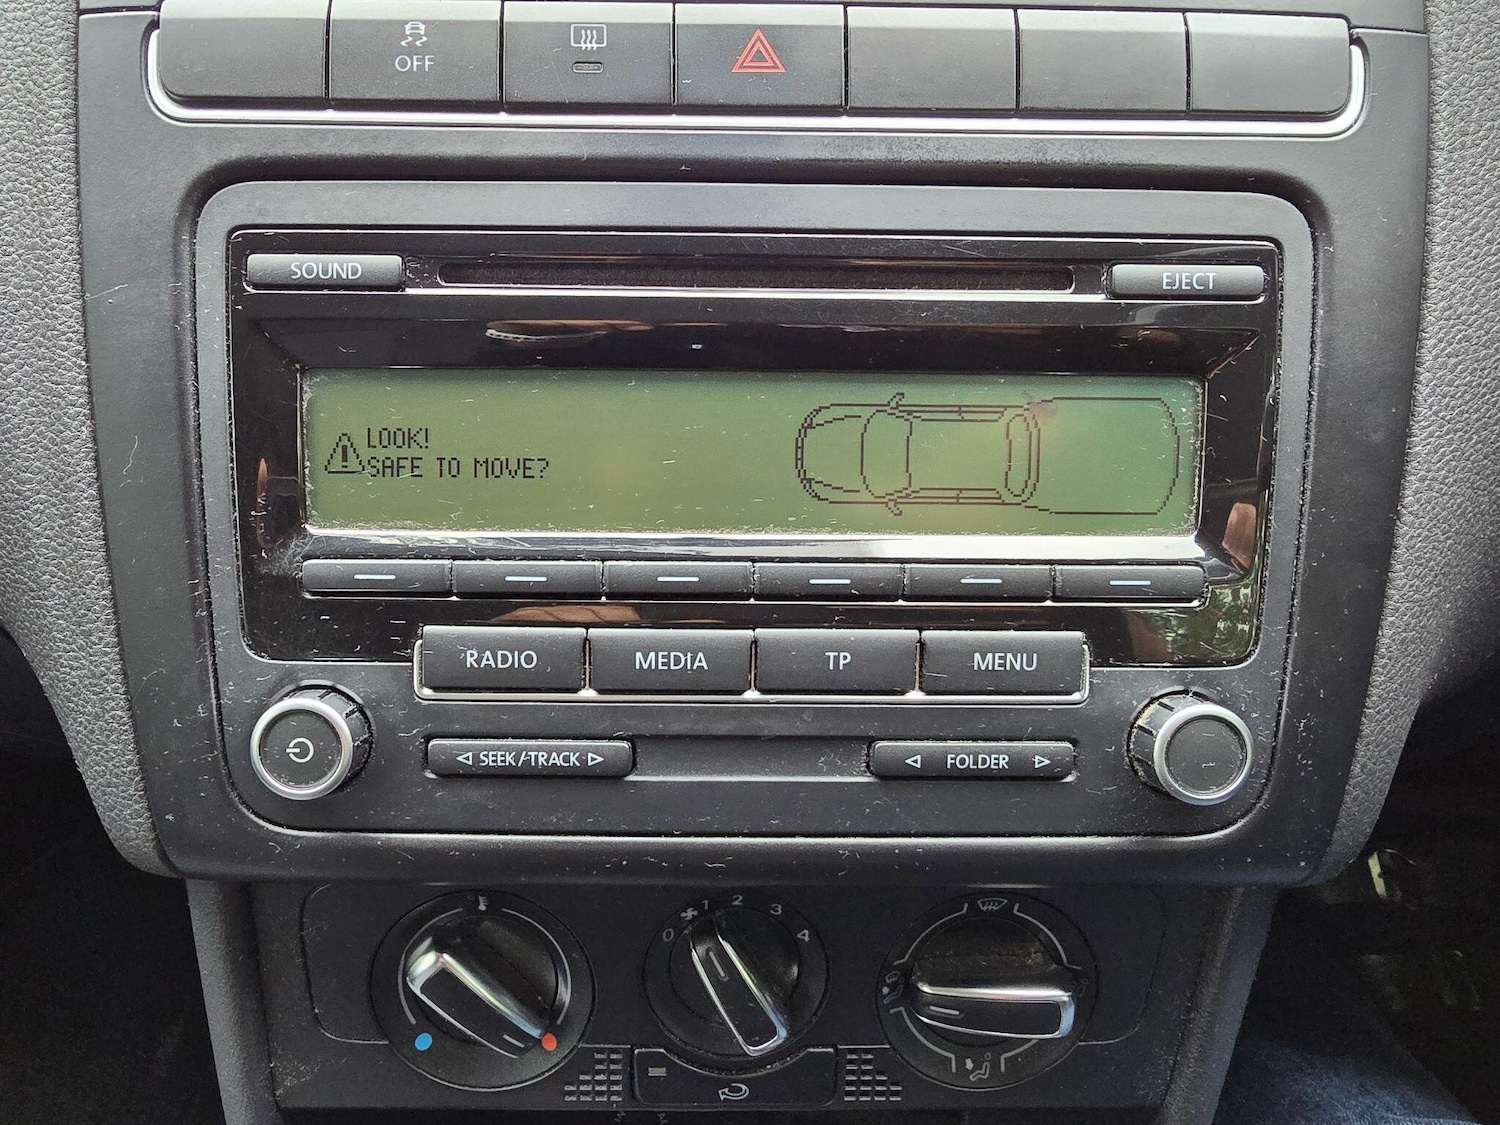 OFF
SOUND
EJECT
LOOK!
SAFE TO MOVE?
RADIO
MEDIA
TP
MENU
SEEK/TRACK
FOLDER
0 1 2 3 4